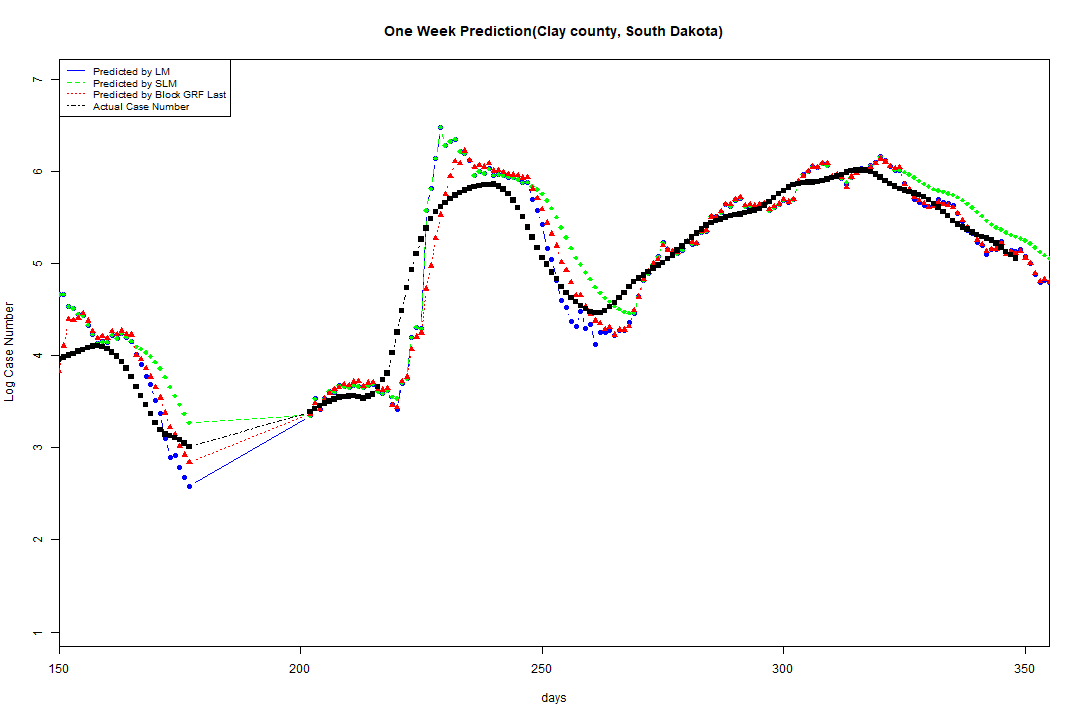 One Week Prediction(Clay county, South Dakota)
Predicted by LM
Predicted by SLM
Predicted by Block GRF Last
Actual Case Number
7
6
5
4
3
2
1
Log Case Number
150 200 250 300 350
days